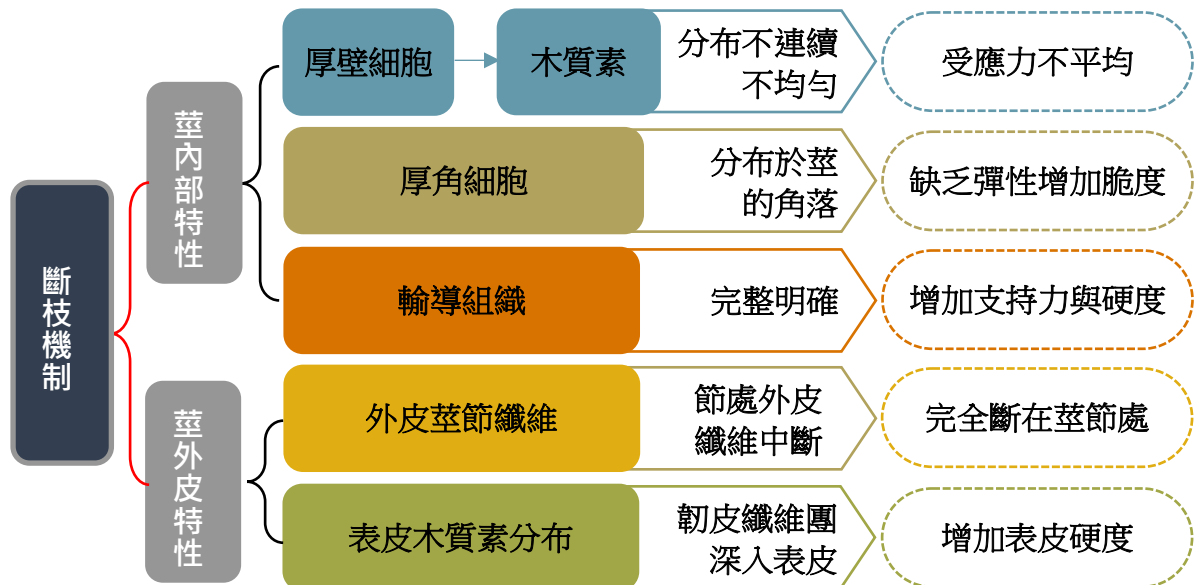 斷枝機制
莖內部特性
厚壁細胞
木質素
分布不連續
不均勻
受應力不平均
厚角細胞
分布於莖
的角落
缺乏彈性增加脆度
輸導組織
完整明確
增加支持力與硬度
莖外皮特性
外皮莖節纖維
節處外皮
纖維中斷
完全斷在莖節處
表皮木質素分布
韌皮纖維團
深入表皮
增加表皮硬度